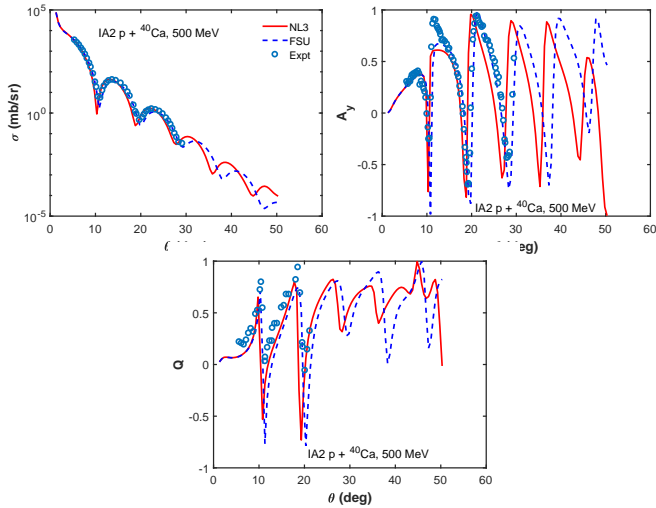 10^5
10^0
10^-5
σ (mb/sr)
IA2 p + ^40Ca, 500 MeV
NL3
FSU
Expt
0 10 20 30 40 50 60
1
0.5
0
-0.5
-1
A_y
IA2 p + ^40Ca, 500 MeV
0 10 20 30 40 50 60
(deg)
1
0.5
0
-0.5
-1
Q
IA2 p + ^40Ca, 500 MeV
0 10 20 30 40 50 60
θ (deg)